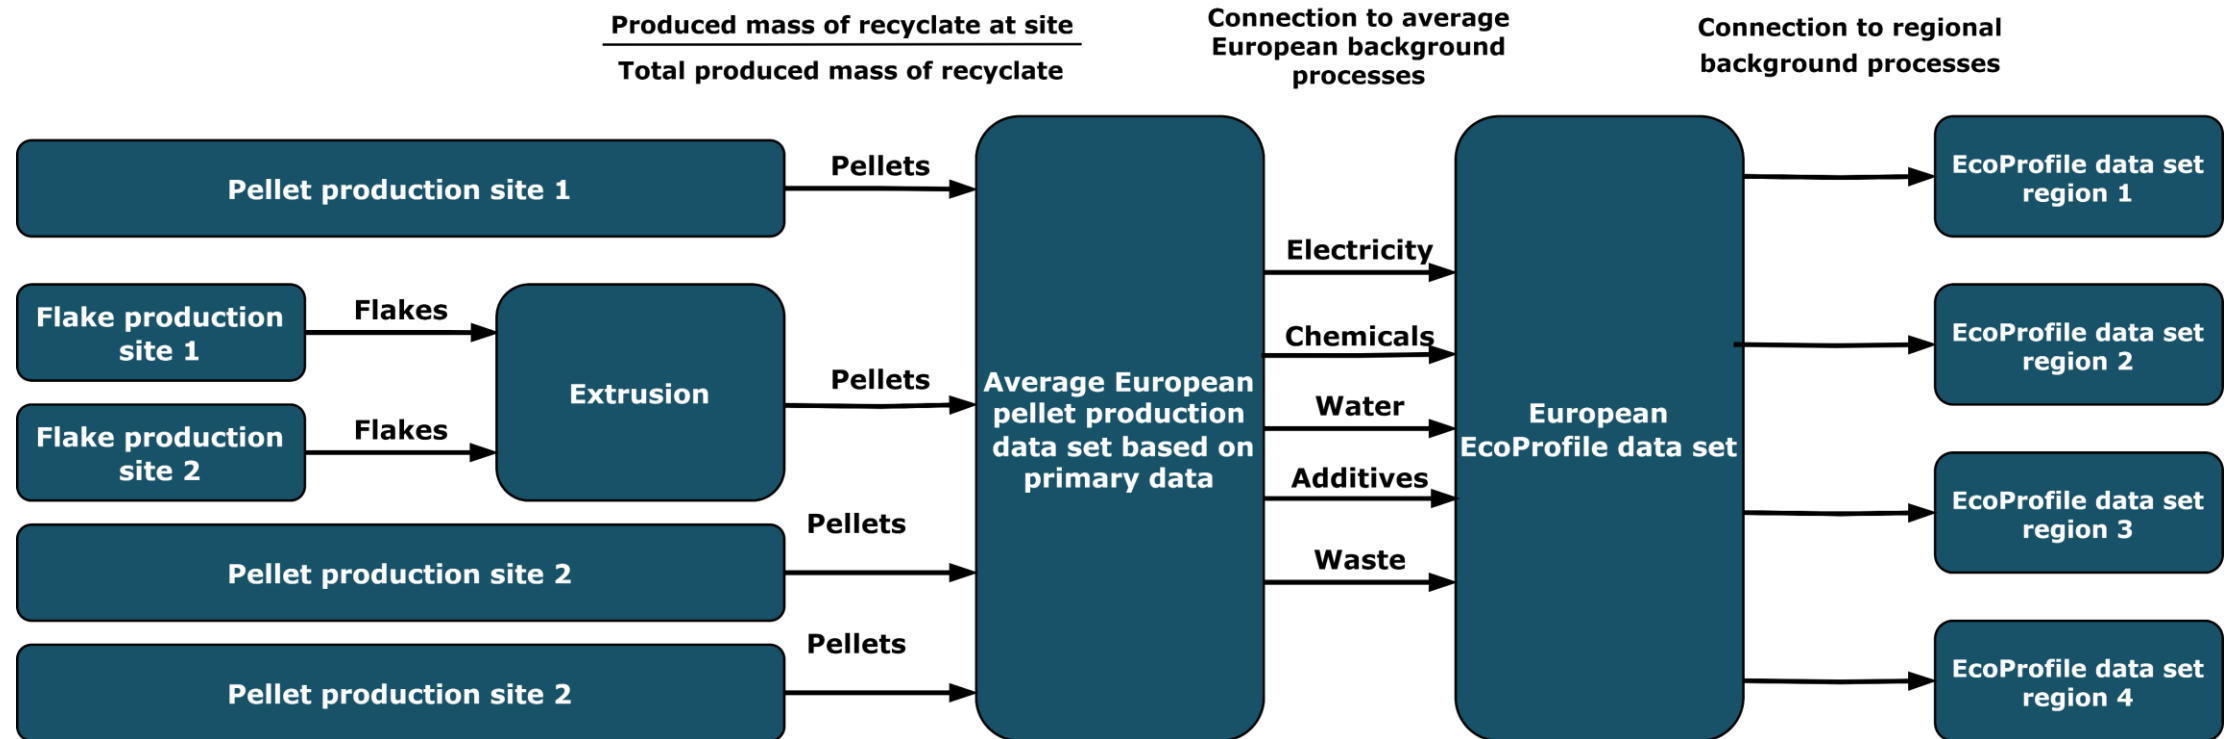 Produced mass of recyclate at site
Total produced mass of recyclate
Connection to average
European background
processes
Connection to regional
background processes
Pellet production site 1
Pellets
Flake production
site 1
Flakes
Flake production
site 2
Flakes
Extrusion
Pellets
Pellet production site 2
Pellets
Pellet production site 2
Pellets
Average European
pellet production
data set based on
primary data
Electricity
Chemicals
Water
Additives
Waste
European
EcoProfile data set
EcoProfile data set
region 1
EcoProfile data set
region 2
EcoProfile data set
region 3
EcoProfile data set
region 4